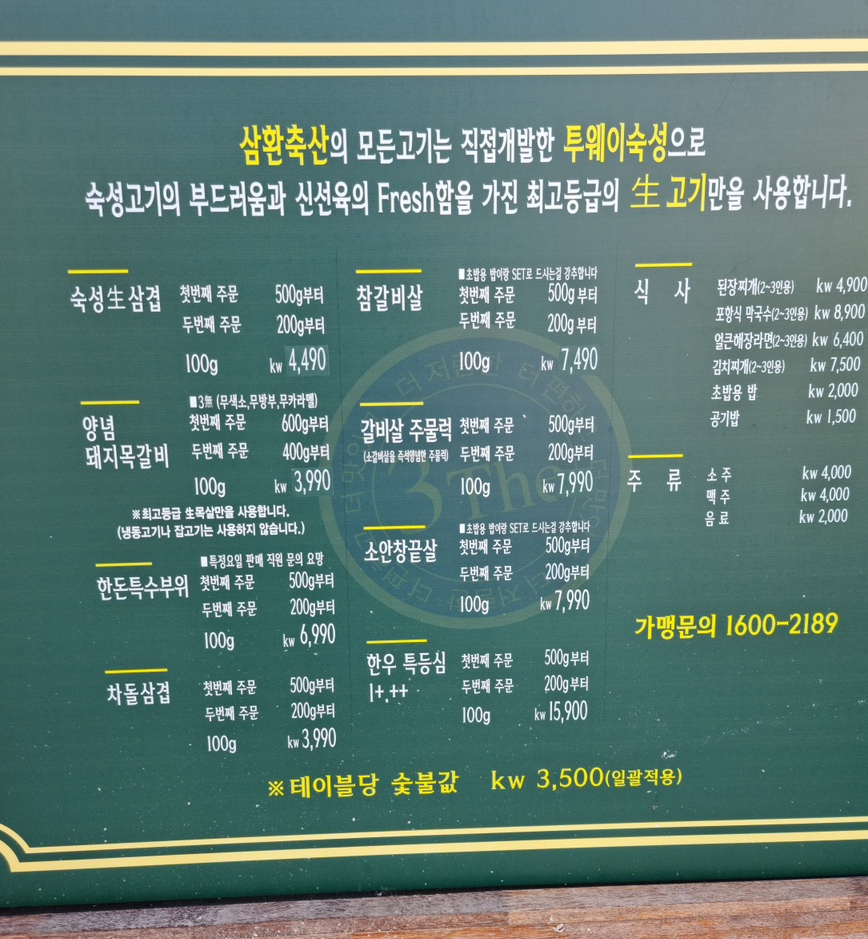 삼환축산의 모든고기는 직접개발한 투웨이숙성으로
숙성고기의 부드러움과 신선육의 Fresh함을 가진 최고등급의 生 고기만을 사용합니다.
숙성生삼겹 첫번째 주문 500g부터
두번째 주문 200g부터
100g kw 4,490
양념
돼지목갈비
■3無 (무색소,무방부,무카라멜)
첫번째 주문 600g부터
두번째 주문 400g부터
100g kw 3,990
※최고등급 生목살만을 사용합니다.
(냉동고기나 잡고기는 사용하지 않습니다.)
한돈특수부위
■특정요일 판매 직원 문의 요망
첫번째 주문 500g부터
두번째 주문 200g부터
100g kw 6,990
차돌삼겹 첫번째 주문 500g부터
두번째 주문 200g부터
100g kw 3,990
참갈비살
■초밥용 밥이랑 SET로 드시는걸 강추합니다
첫번째 주문 500g부터
두번째 주문 200g부터
100g kw 7,490
갈비살 주물럭 첫번째 주문 500g부터
(소갈비살을 즉석양념한 주물럭) 두번째 주문 200g부터
100g kw 7,990
소안창끝살
■초밥용 밥이랑 SET로 드시는걸 강추합니다
첫번째 주문 500g부터
두번째 주문 200g부터
100g kw 7,990
한우 특등심 첫번째 주문 500g부터
1+.++ 두번째 주문 200g부터
100g kw 15,900
식 사 된장찌개(2~3인용) kw 4,900
포항식 막국수(2~3인용) kw 8,900
얼큰해장라면(2~3인용) kw 6,400
김치찌개(2~3인용) kw 7,500
초밥용 밥 kw 2,000
공기밥 kw 1,500
주 류 소주 kw 4,000
맥주 kw 4,000
음료 kw 2,000
가맹문의 1600-2189
※테이블당 숯불값 kw 3,500(일괄적용)
3The